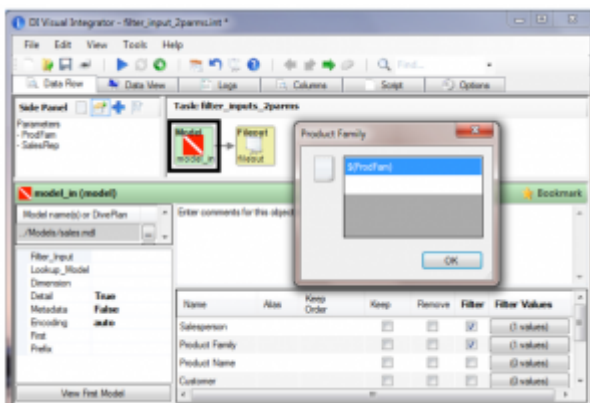 DI Visual Integrator - filter_input_2parms.int *
File Edit View Tools Help
Find...
Data Flow Data View Logs Columns Script Options
Side Panel
Task: filter_inputs_2parms
Parameters
- ProdFam
- SalesRep
Model
model_in
Fileout
fileout
Product Family
$(ProdFam)
OK
model_in (model)
Bookmark
Model name(s) or DivePlan
../Models/sales.mdl
...
Enter comments for this object
Filter_Input
Lookup_Model
Dimension
Detail True
Metadata False
Encoding auto
First
Prefix
View First Model
Name Alias Keep Order Keep Remove Filter Filter Values
Salesperson (1 values)
Product Family (1 values)
Product Name (0 values)
Customer (0 values)